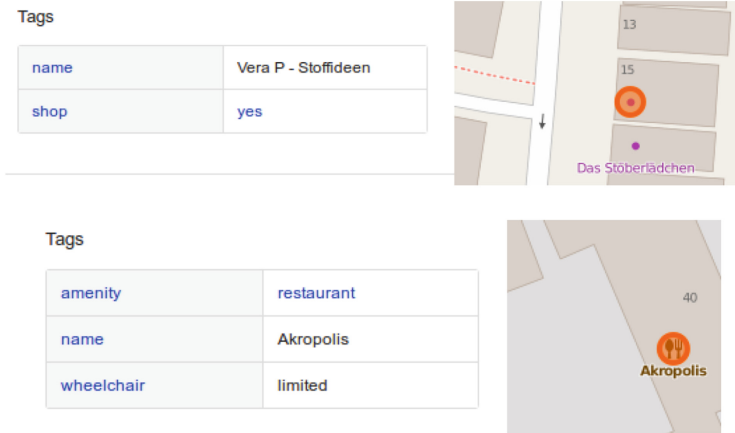 Tags
name Vera P - Stoffideen
shop yes
13
15
Das Stöberlädchen
Tags
amenity restaurant
name Akropolis
wheelchair limited
40
Akropolis